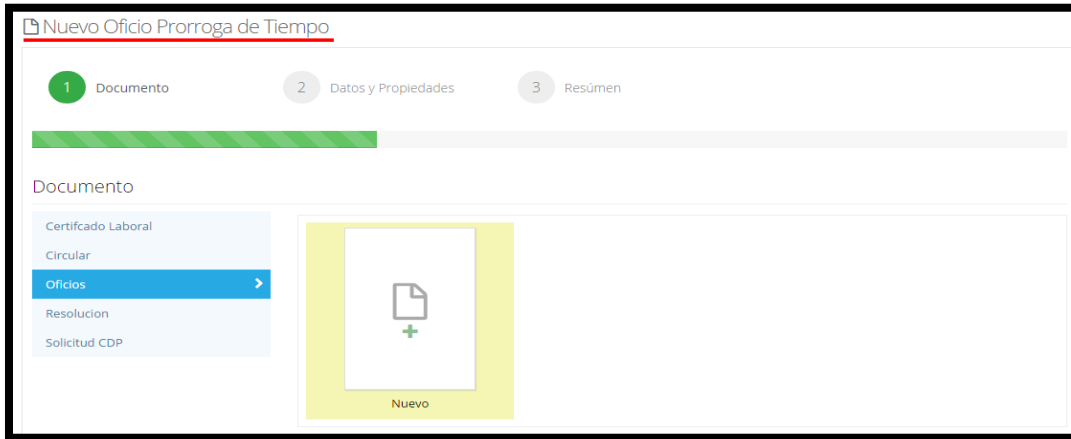 Nuevo Oficio Prorroga de Tiempo
1 Documento 2 Datos y Propiedades 3 Resúmen
Documento
Certifcado Laboral
Circular
Oficios
Resolucion
Solicitud CDP
Nuevo